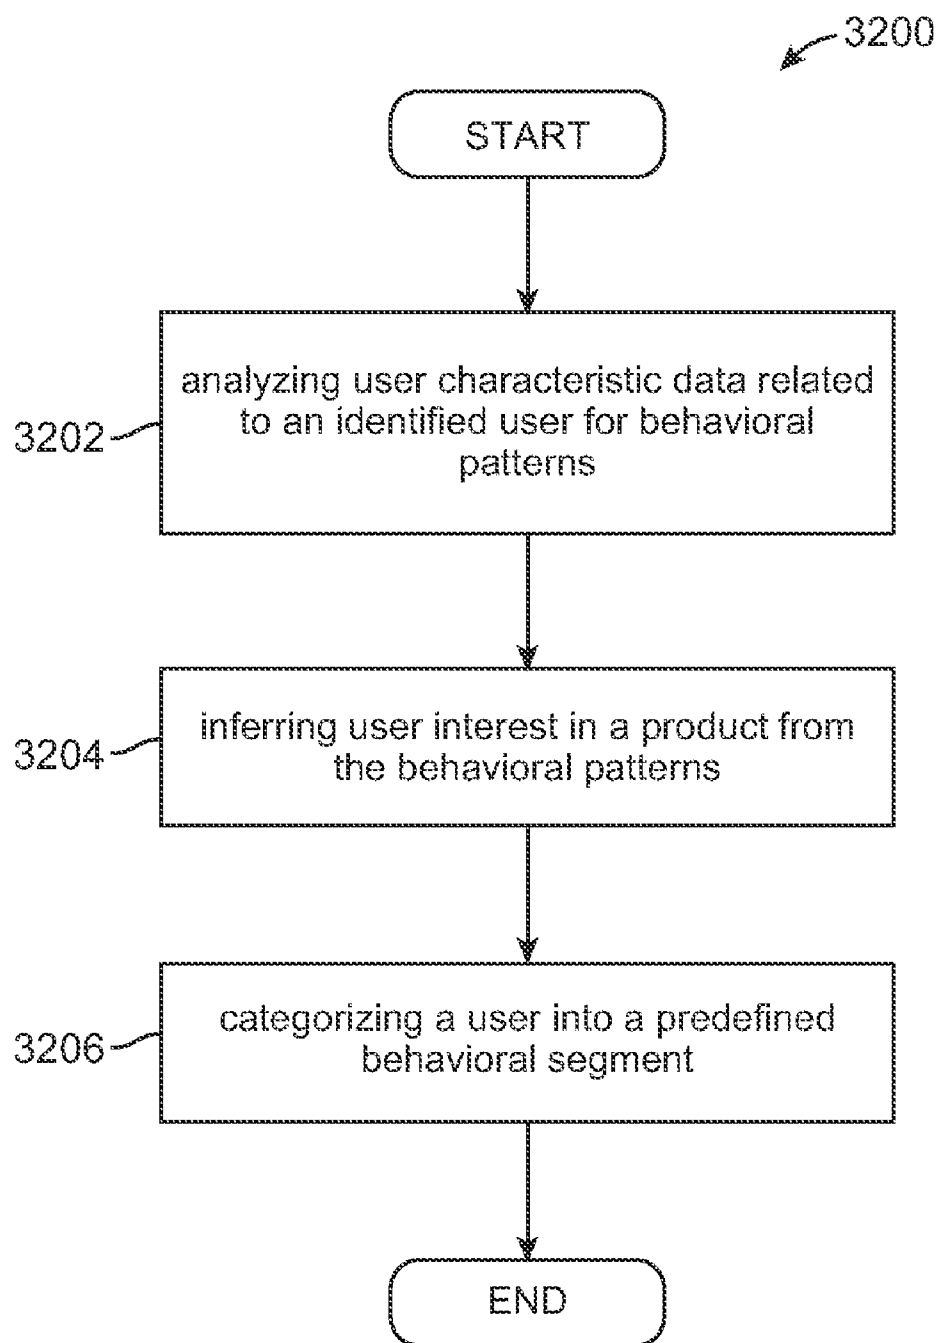 3200
START
3202
analyzing user characteristic data related
to an identified user for behavioral
patterns
3204
inferring user interest in a product from
the behavioral patterns
3206
categorizing a user into a predefined
behavioral segment
END